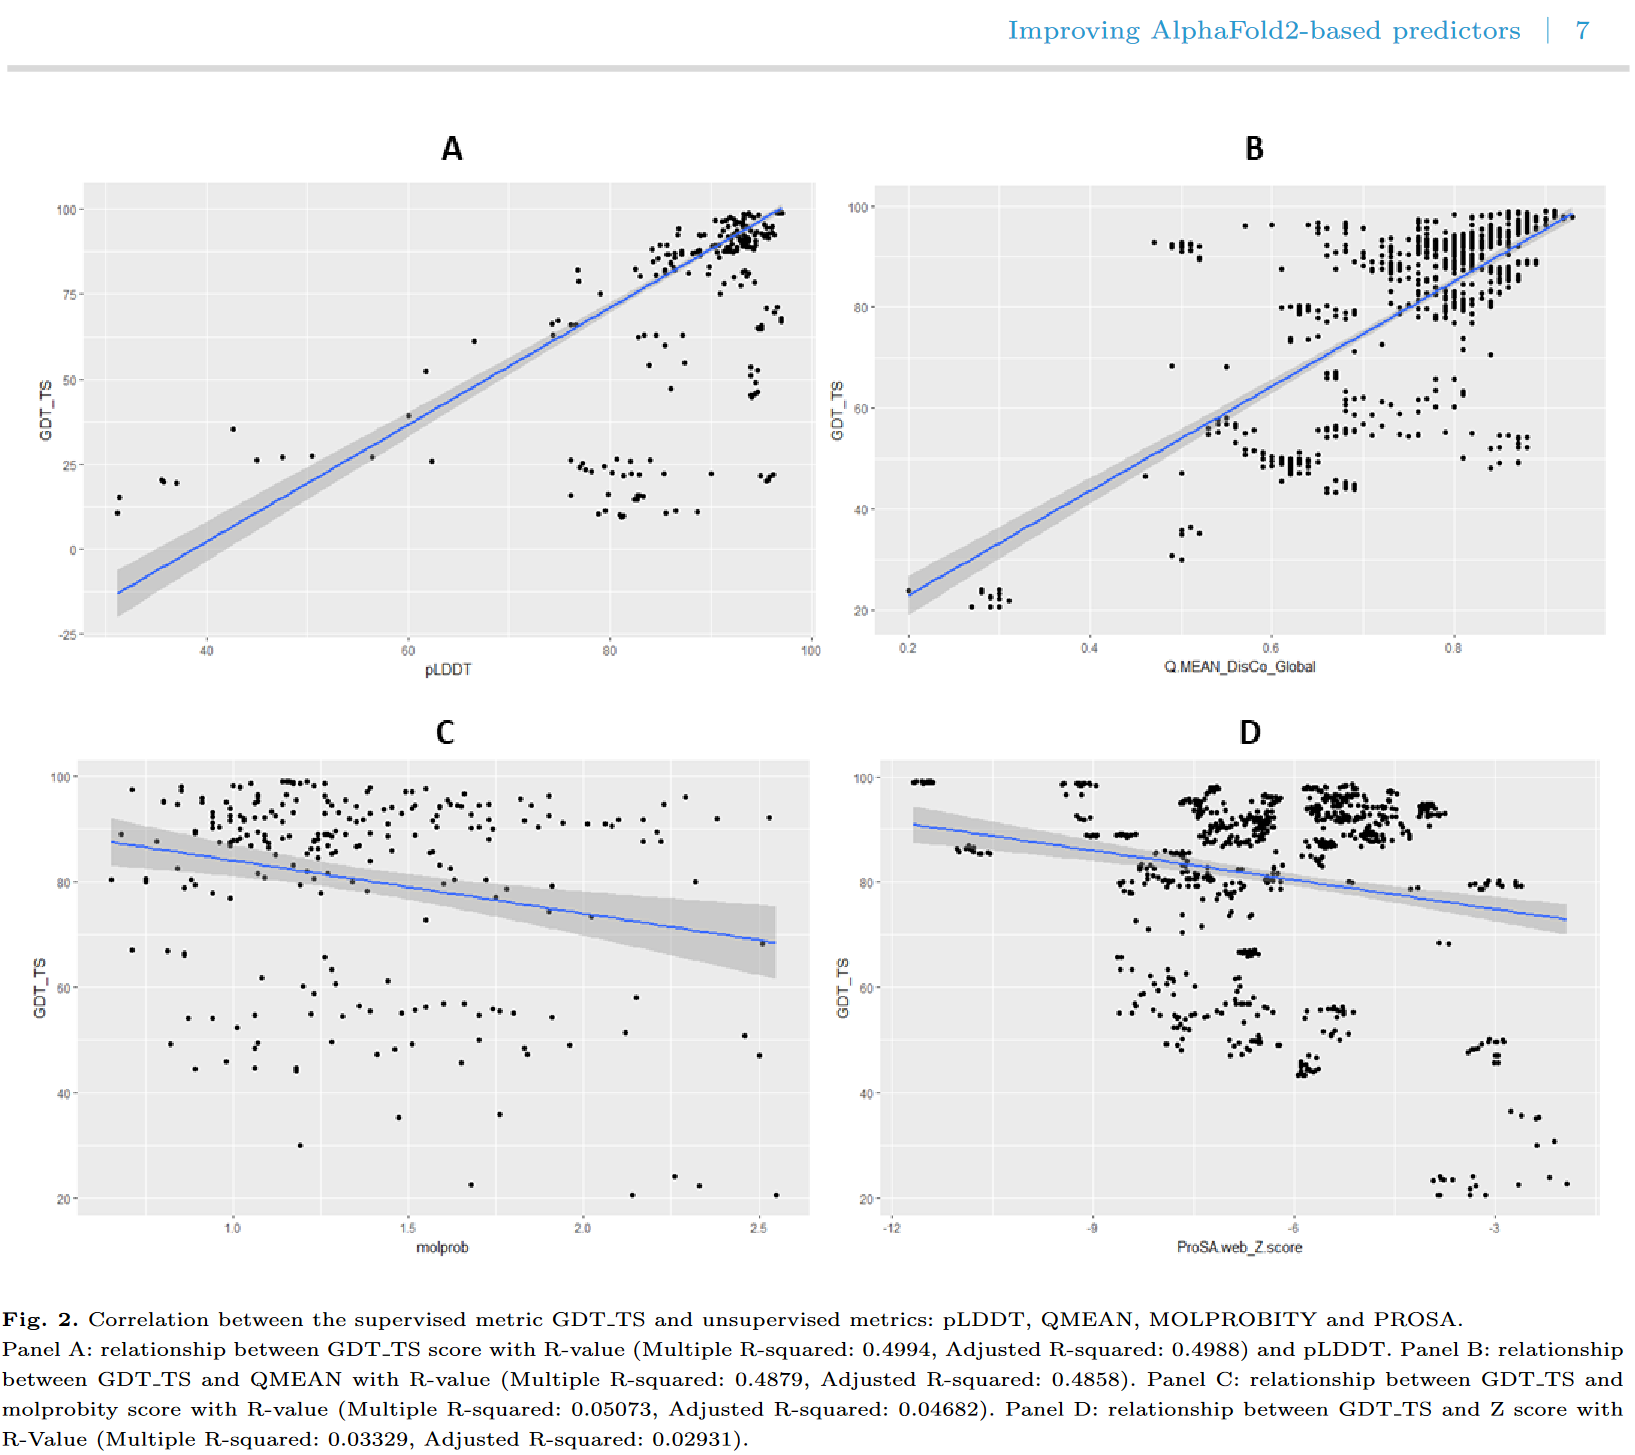 Improving AlphaFold2-based predictors | 7
A
B
GDT_TS
100
75
50
25
0
-25
40
60
80
100
pLDDT
GDT_TS
100
80
60
40
20
0.2
0.4
0.6
0.8
Q.MEAN_DisCo_Global
C
D
GDT_TS
100
80
60
40
20
1.0
1.5
2.0
2.5
molprob
GDT_TS
100
80
60
40
20
-12
-9
-6
-3
ProSA.web_Z.score
Fig. 2. Correlation between the supervised metric GDT_TS and unsupervised metrics: pLDDT, QMEAN, MOLPROBITY and PROSA.
Panel A: relationship between GDT_TS score with R-value (Multiple R-squared: 0.4994, Adjusted R-squared: 0.4988) and pLDDT. Panel B: relationship
between GDT_TS and QMEAN with R-value (Multiple R-squared: 0.4879, Adjusted R-squared: 0.4858). Panel C: relationship between GDT_TS and
molprobity score with R-value (Multiple R-squared: 0.05073, Adjusted R-squared: 0.04682). Panel D: relationship between GDT_TS and Z score with
R-Value (Multiple R-squared: 0.03329, Adjusted R-squared: 0.02931).